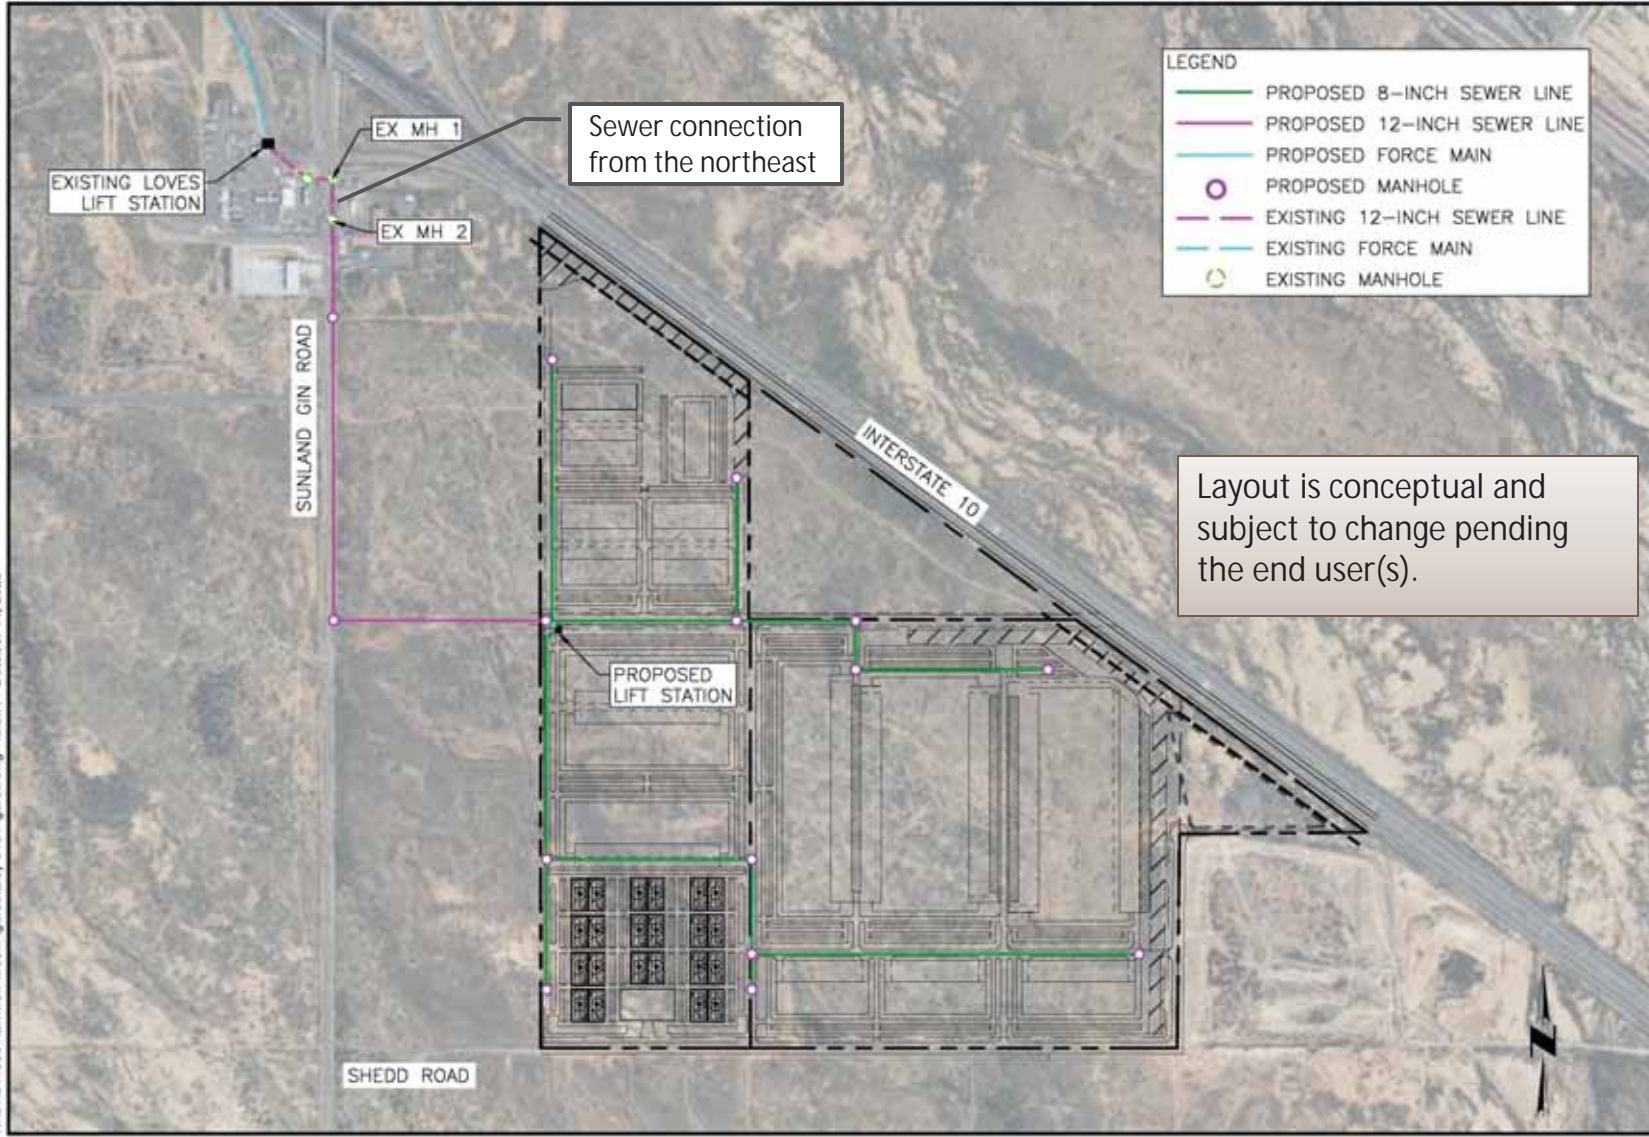 LEGEND
PROPOSED 8-INCH SEWER LINE
PROPOSED 12-INCH SEWER LINE
PROPOSED FORCE MAIN
PROPOSED MANHOLE
EXISTING 12-INCH SEWER LINE
EXISTING FORCE MAIN
EXISTING MANHOLE
Sewer connection
from the northeast
EX MH 1
EXISTING LOVES
LIFT STATION
EX MH 2
SUNLAND GIN ROAD
INTERSTATE 10
Layout is conceptual and
subject to change pending
the end user(s).
PROPOSED
LIFT STATION
SHEDD ROAD